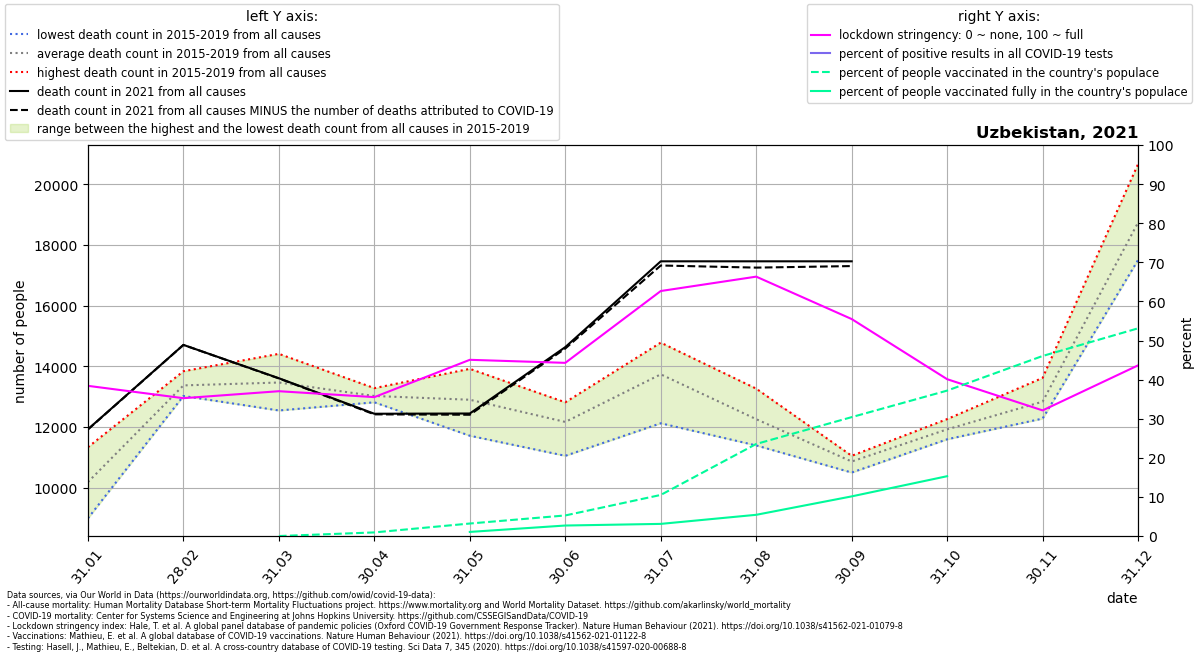 left Y axis:
lowest death count in 2015-2019 from all causes
average death count in 2015-2019 from all causes
highest death count in 2015-2019 from all causes
death count in 2021 from all causes
death count in 2021 from all causes MINUS the number of deaths attributed to COVID-19
range between the highest and the lowest death count from all causes in 2015-2019
right Y axis:
lockdown stringency: 0 ~ none, 100 ~ full
percent of positive results in all COVID-19 tests
percent of people vaccinated in the country's populace
percent of people vaccinated fully in the country's populace
Uzbekistan, 2021
number of people
20000
18000
16000
14000
12000
10000
100
90
80
70
60
50
40
30
20
10
0
percent
31.01
28.02
31.03
30.04
31.05
30.06
31.07
31.08
30.09
31.10
30.11
31.12
date
Data sources, via Our World in Data (https://ourworldindata.org, https://github.com/owid/covid-19-data):
- All-cause mortality: Human Mortality Database Short-term Mortality Fluctuations project. https://www.mortality.org and World Mortality Dataset. https://github.com/akarlinsky/world_mortality
- COVID-19 mortality: Center for Systems Science and Engineering at Johns Hopkins University. https://github.com/CSSEGISandData/COVID-19
- Lockdown stringency index: Hale, T. et al. A global panel database of pandemic policies (Oxford COVID-19 Government Response Tracker). Nature Human Behaviour (2021). https://doi.org/10.1038/s41562-021-01079-8
- Vaccinations: Mathieu, E. et al. A global database of COVID-19 vaccinations. Nature Human Behaviour (2021). https://doi.org/10.1038/s41562-021-01122-8
- Testing: Hasell, J., Mathieu, E., Beltekian, D. et al. A cross-country database of COVID-19 testing. Sci Data 7, 345 (2020). https://doi.org/10.1038/s41597-020-00688-8